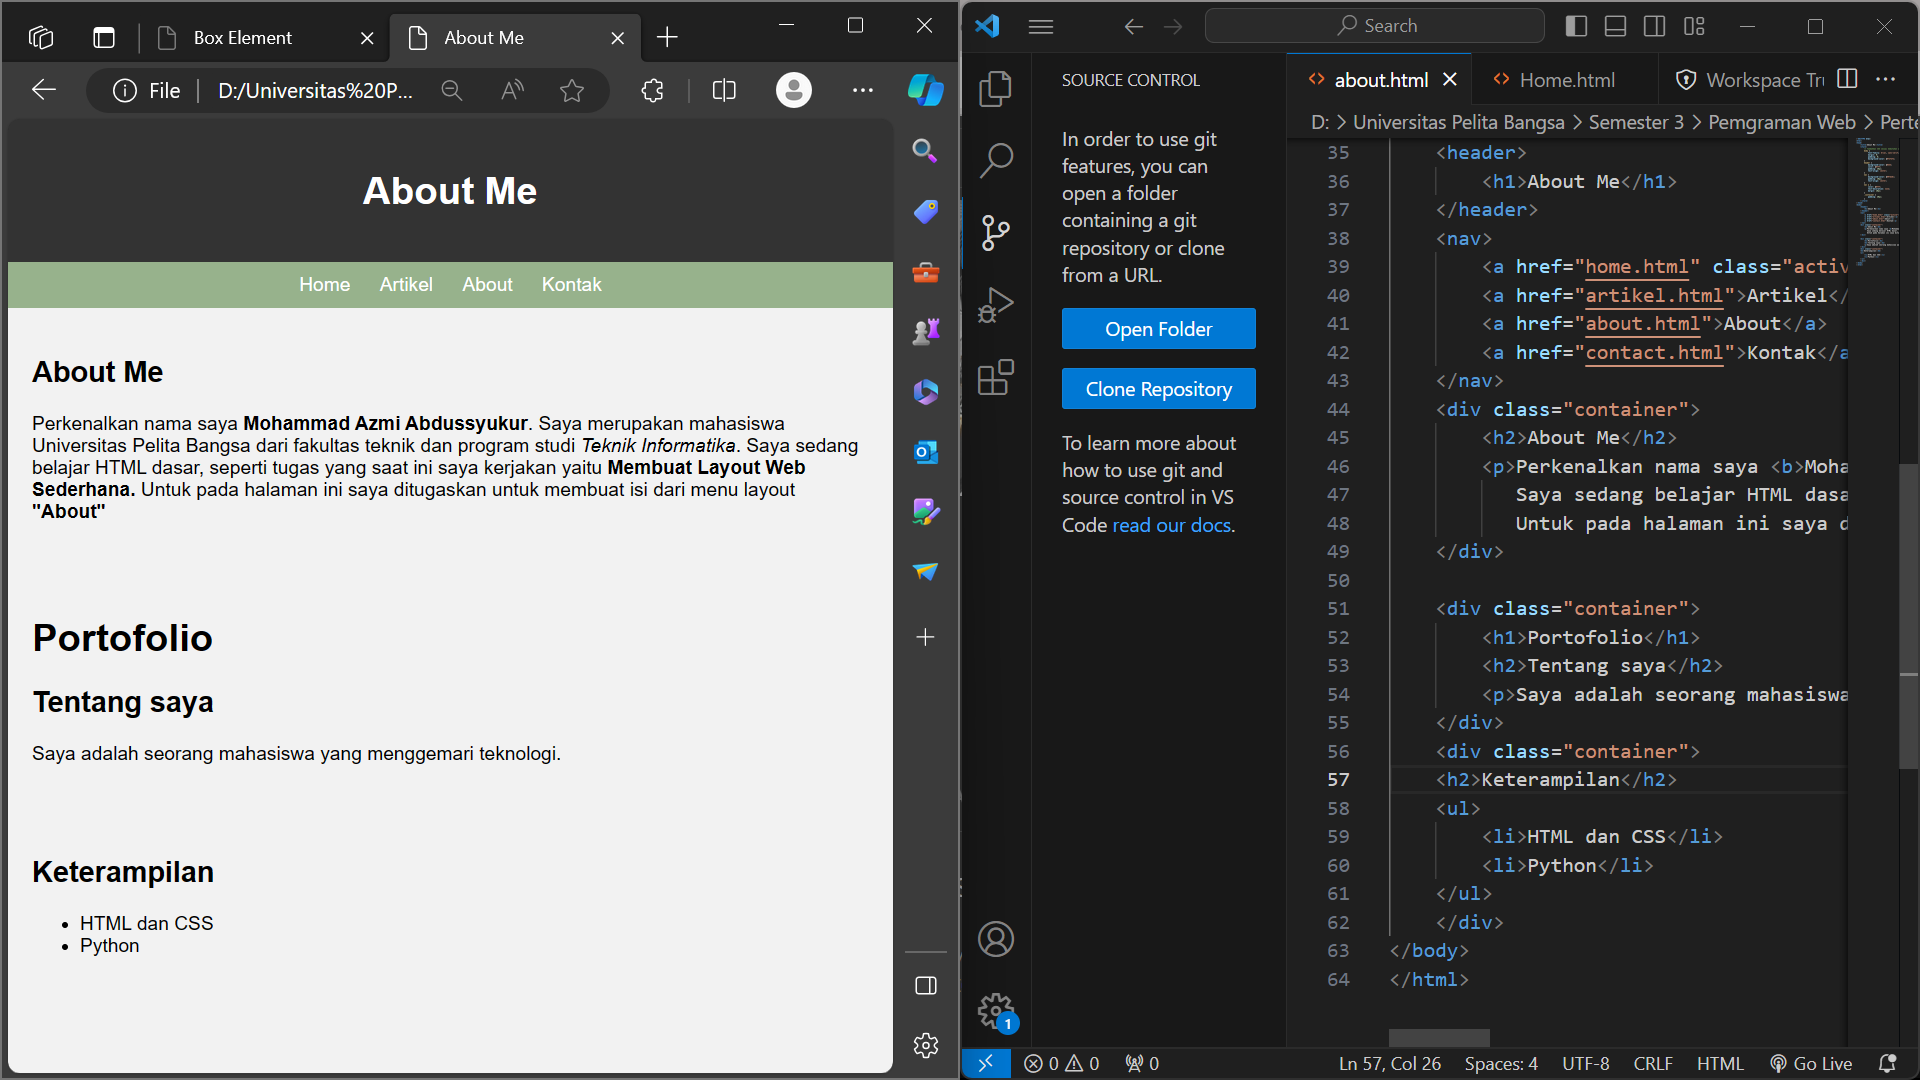 Box Element
About Me
File
D:/Universitas%20P...
About Me
Home Artikel About Kontak
About Me
Perkenalkan nama saya Mohammad Azmi Abdussyukur. Saya merupakan mahasiswa
Universitas Pelita Bangsa dari fakultas teknik dan program studi Teknik Informatika. Saya sedang
belajar HTML dasar, seperti tugas yang saat ini saya kerjakan yaitu Membuat Layout Web
Sederhana. Untuk pada halaman ini saya ditugaskan untuk membuat isi dari menu layout
"About"
Portofolio
Tentang saya
Saya adalah seorang mahasiswa yang menggemari teknologi.
Keterampilan
• HTML dan CSS
• Python
Search
SOURCE CONTROL
In order to use git
features, you can
open a folder
containing a git
repository or clone
from a URL.
Open Folder
Clone Repository
To learn more about
how to use git and
source control in VS
Code read our docs.
1
about.html
Home.html
Workspace Tru
D: > Universitas Pelita Bangsa > Semester 3 > Pemgraman Web > Perte
35 <header>
36 <h1>About Me</h1>
37 </header>
38 <nav>
39 <a href="home.html" class="activ
40 <a href="artikel.html">Artikel</
41 <a href="about.html">About</a>
42 <a href="contact.html">Kontak</a
43 </nav>
44 <div class="container">
45 <h2>About Me</h2>
46 <p>Perkenalkan nama saya <b>Moha
47 Saya sedang belajar HTML dasa
48 Untuk pada halaman ini saya d
49 </div>
50
51 <div class="container">
52 <h1>Portofolio</h1>
53 <h2>Tentang saya</h2>
54 <p>Saya adalah seorang mahasiswa
55 </div>
56 <div class="container">
57 <h2>Keterampilan</h2>
58 <ul>
59 <li>HTML dan CSS</li>
60 <li>Python</li>
61 </ul>
62 </div>
63 </body>
64 </html>
0 0 0 Ln 57, Col 26 Spaces: 4 UTF-8 CRLF HTML Go Live